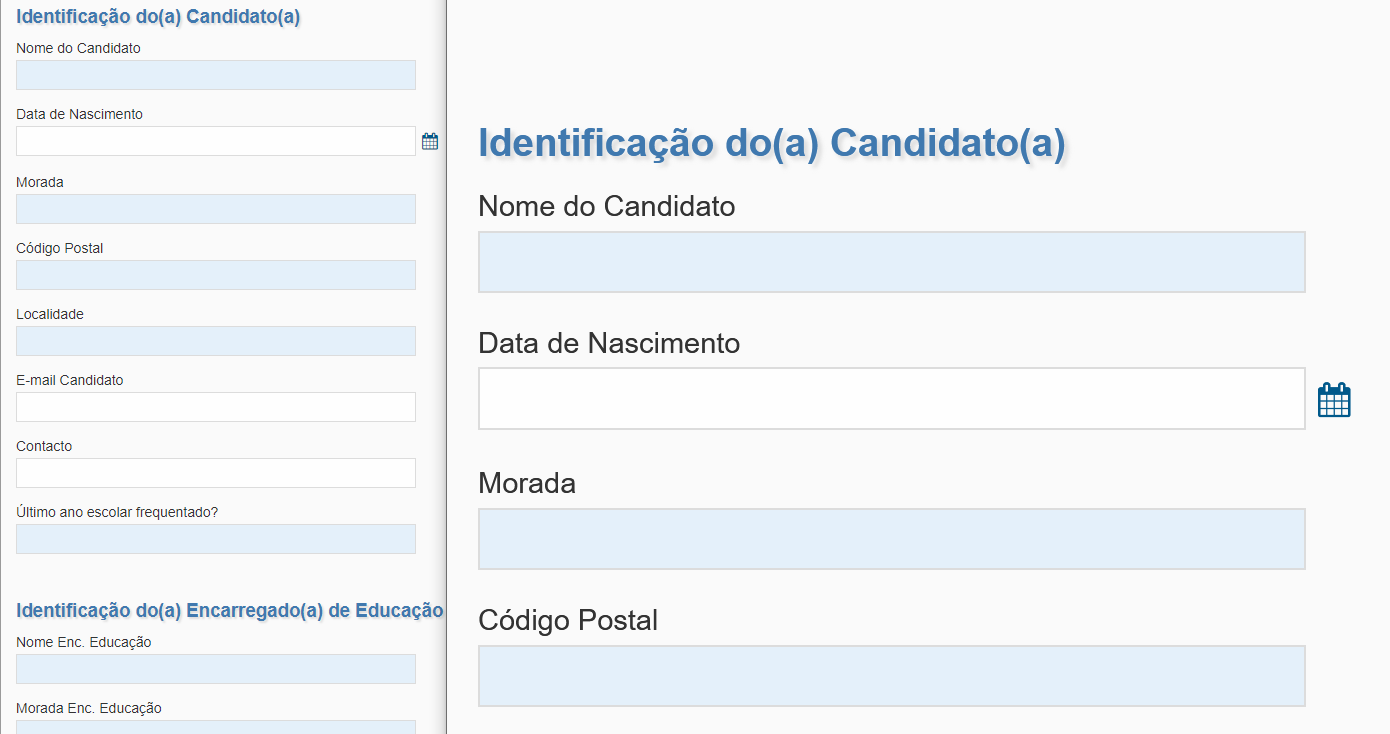 Identificação do(a) Candidato(a)
Nome do Candidato
Data de Nascimento
Morada
Código Postal
Localidade
E-mail Candidato
Contacto
Último ano escolar frequentado?
Identificação do(a) Encarregado(a) de Educação
Nome Enc. Educação
Morada Enc. Educação
Identificação do(a) Candidato(a)
Nome do Candidato
Data de Nascimento
Morada
Código Postal